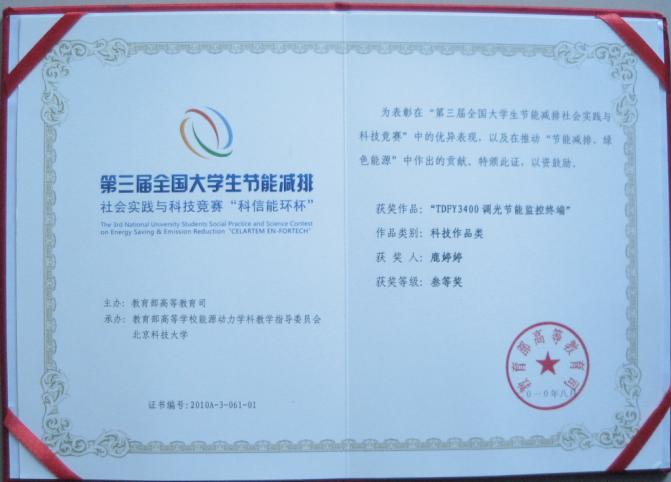 第三届全国大学生节能减排
社会实践与科技竞赛“科信能环杯”
The 3rd National University Students Social Practice and Science Contest
on Energy Saving & Emission Reduction "CELARTEM EN-FORTECH"
主办：教育部高等教育司
承办：教育部高等学校能源动力学科教学指导委员会
北京科技大学
证书编号:2010A-3-061-01
为表彰在“第三届全国大学生节能减排社会实践与
科技竞赛”中的优异表现，以及在推动“节能减排、绿
色能源”中作出的贡献、特颁此证，以资鼓励。
获奖作品：“TDFY3400 调光节能监控终端”
作品类别：科技作品类
获 奖 人：鹿婷婷
获奖等级：叁等奖
教育部高等教育司
〇一〇年八月